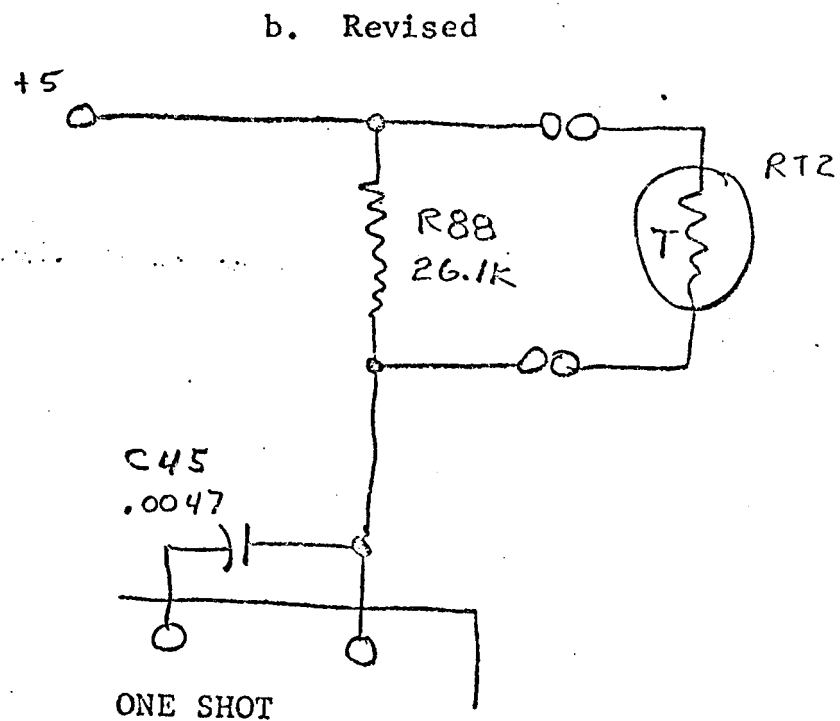 b. Revised
+5
RT2
R88
26.1K
T
C45
.0047
ONE SHOT